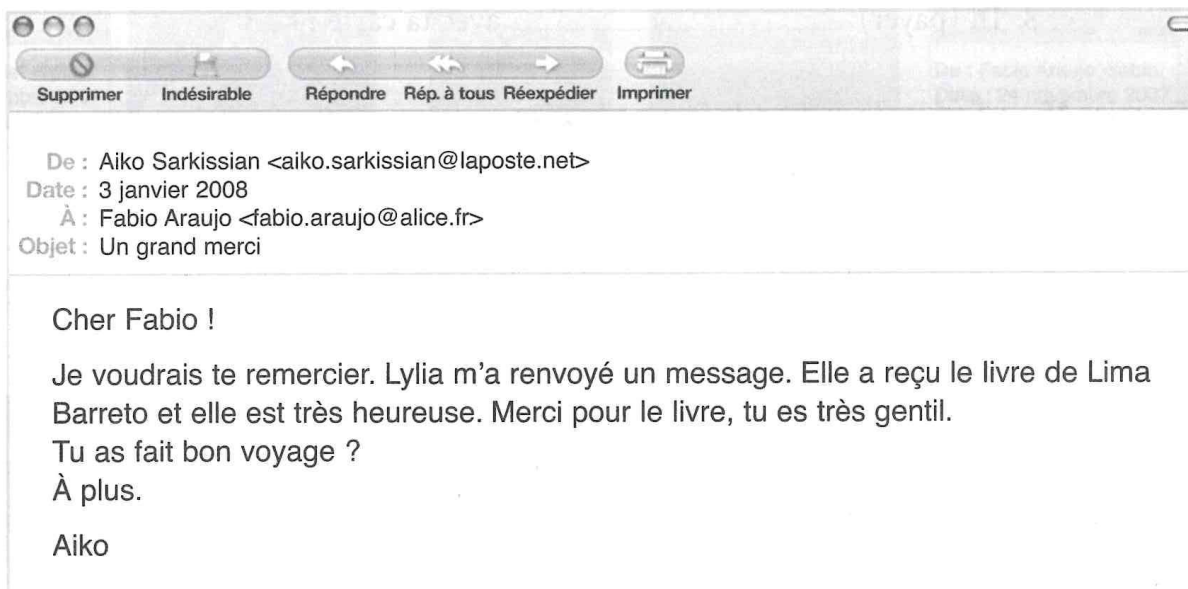 Supprimer Indésirable Répondre Rép. à tous Réexpédier Imprimer
De : Aiko Sarkissian <aiko.sarkissian@laposte.net>
Date : 3 janvier 2008
À : Fabio Araujo <fabio.araujo@alice.fr>
Objet : Un grand merci
Cher Fabio !
Je voudrais te remercier. Lylia m'a renvoyé un message. Elle a reçu le livre de Lima
Barreto et elle est très heureuse. Merci pour le livre, tu es très gentil.
Tu as fait bon voyage ?
À plus.
Aiko